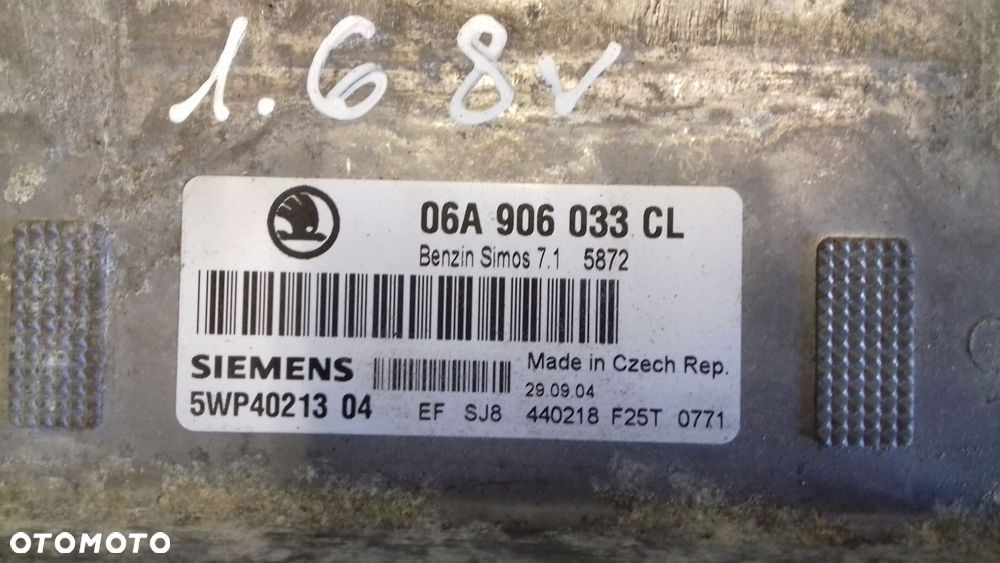 1.6 8v
06A 906 033 CL
Benzin Simos 7.1 5872
SIEMENS
Made in Czech Rep.
29.09.04
5WP40213 04
EF SJ8 440218 F25T 0771
OTOMOTO